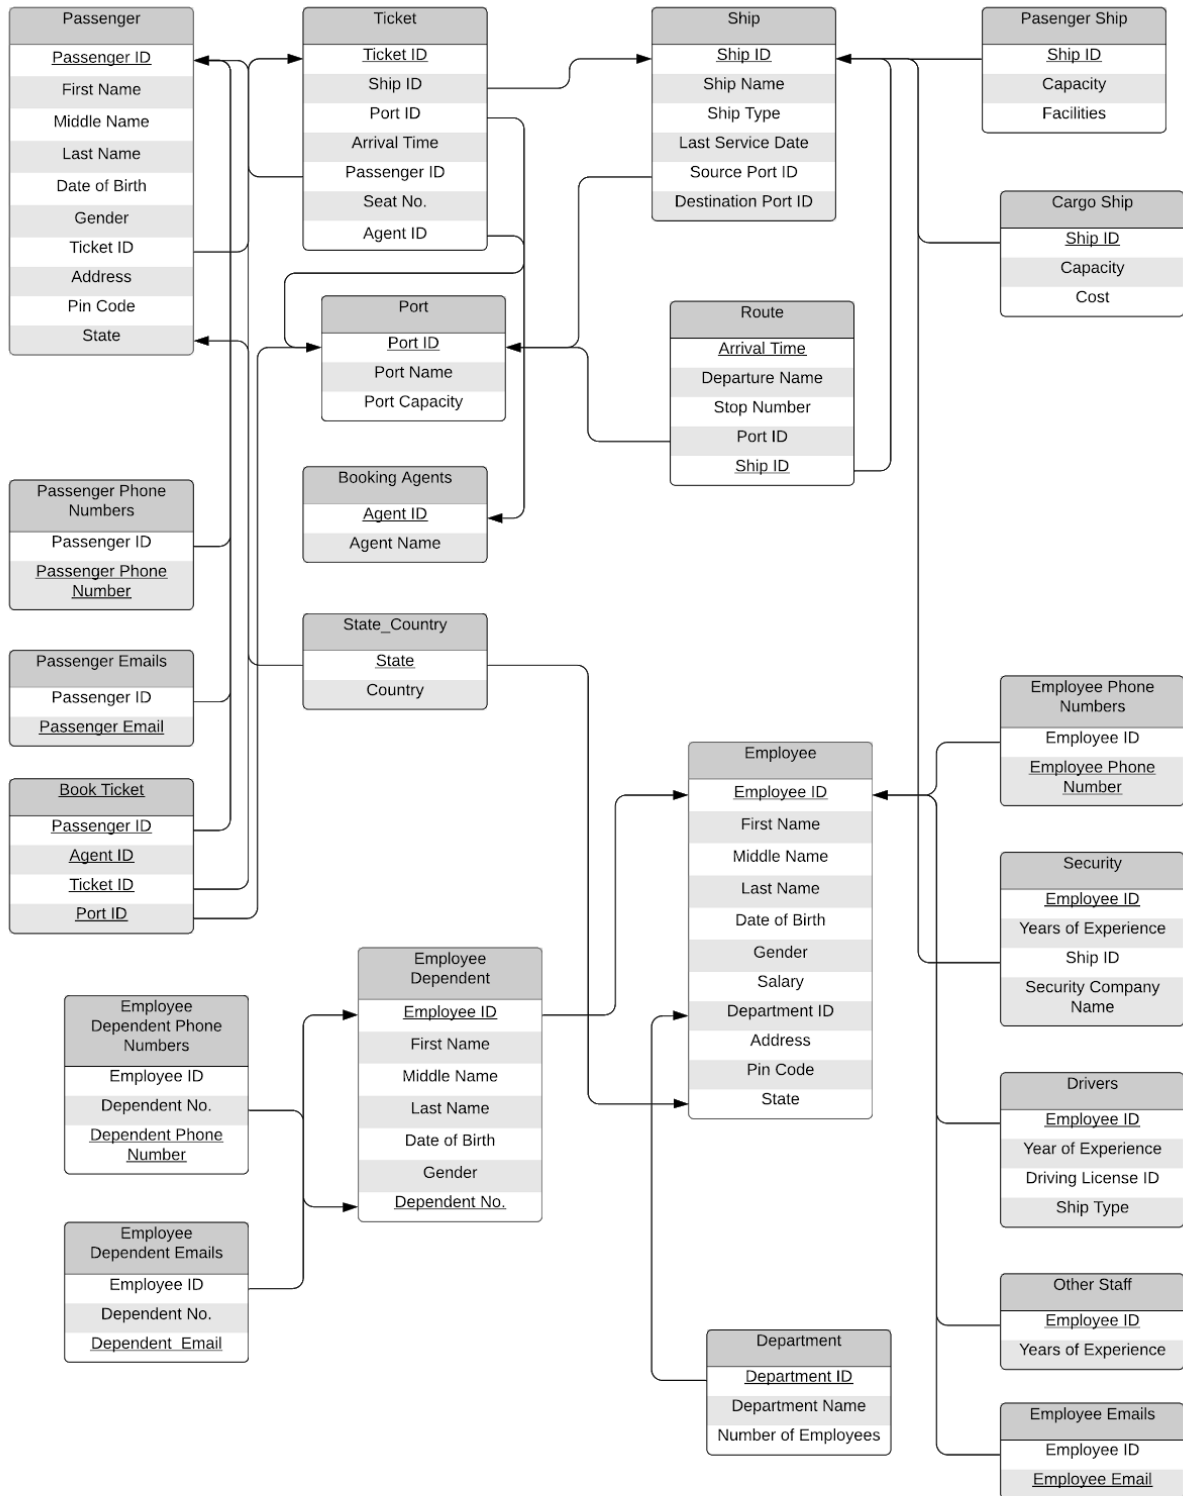 Passenger
Passenger ID
First Name
Middle Name
Last Name
Date of Birth
Gender
Ticket ID
Address
Pin Code
State
Ticket
Ticket ID
Ship ID
Port ID
Arrival Time
Passenger ID
Seat No.
Agent ID
Ship
Ship ID
Ship Name
Ship Type
Last Service Date
Source Port ID
Destination Port ID
Pasenger Ship
Ship ID
Capacity
Facilities
Cargo Ship
Ship ID
Capacity
Cost
Port
Port ID
Port Name
Port Capacity
Route
Arrival Time
Departure Name
Stop Number
Port ID
Ship ID
Booking Agents
Agent ID
Agent Name
Passenger Phone
Numbers
Passenger ID
Passenger Phone
Number
State_Country
State
Country
Passenger Emails
Passenger ID
Passenger Email
Book Ticket
Passenger ID
Agent ID
Ticket ID
Port ID
Employee
Employee ID
First Name
Middle Name
Last Name
Date of Birth
Gender
Salary
Department ID
Address
Pin Code
State
Employee Phone
Numbers
Employee ID
Employee Phone
Number
Security
Employee ID
Years of Experience
Ship ID
Security Company
Name
Employee
Dependent
Employee ID
First Name
Middle Name
Last Name
Date of Birth
Gender
Dependent No.
Employee
Dependent Phone
Numbers
Employee ID
Dependent No.
Dependent Phone
Number
Drivers
Employee ID
Year of Experience
Driving License ID
Ship Type
Employee
Dependent Emails
Employee ID
Dependent No.
Dependent Email
Other Staff
Employee ID
Years of Experience
Department
Department ID
Department Name
Number of Employees
Employee Emails
Employee ID
Employee Email